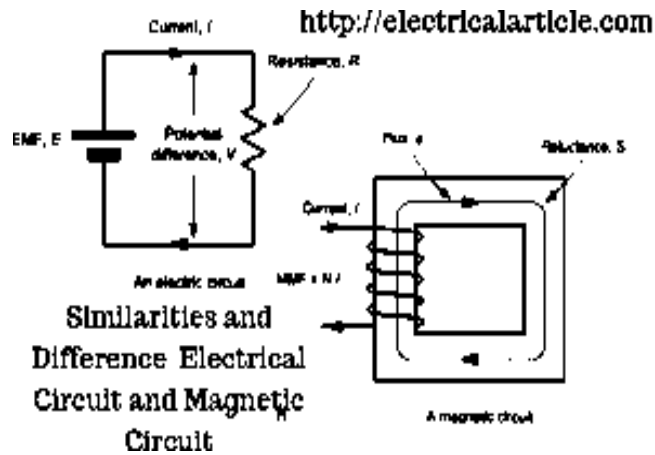 http://electricalarticle.com
Current, I
Resistance, R
EMF, E
Potential
difference, V
Flux, ø
Reluctance, S
Current, I
MMF = N I
An electric circuit
A magnetic circuit
Similarities and
Difference Electrical
Circuit and Magnetic
Circuit